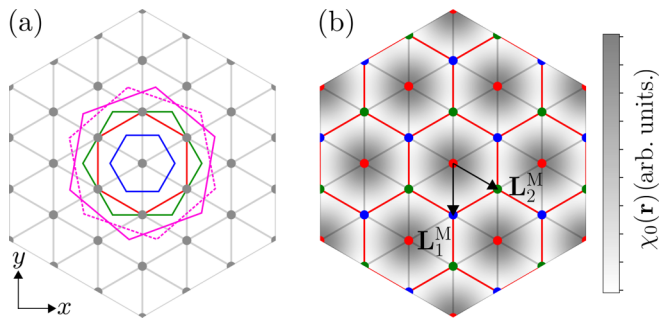 (a)
(b)
L₂ᴹ
L₁ᴹ
y
x
χ₀(r) (arb. units.)